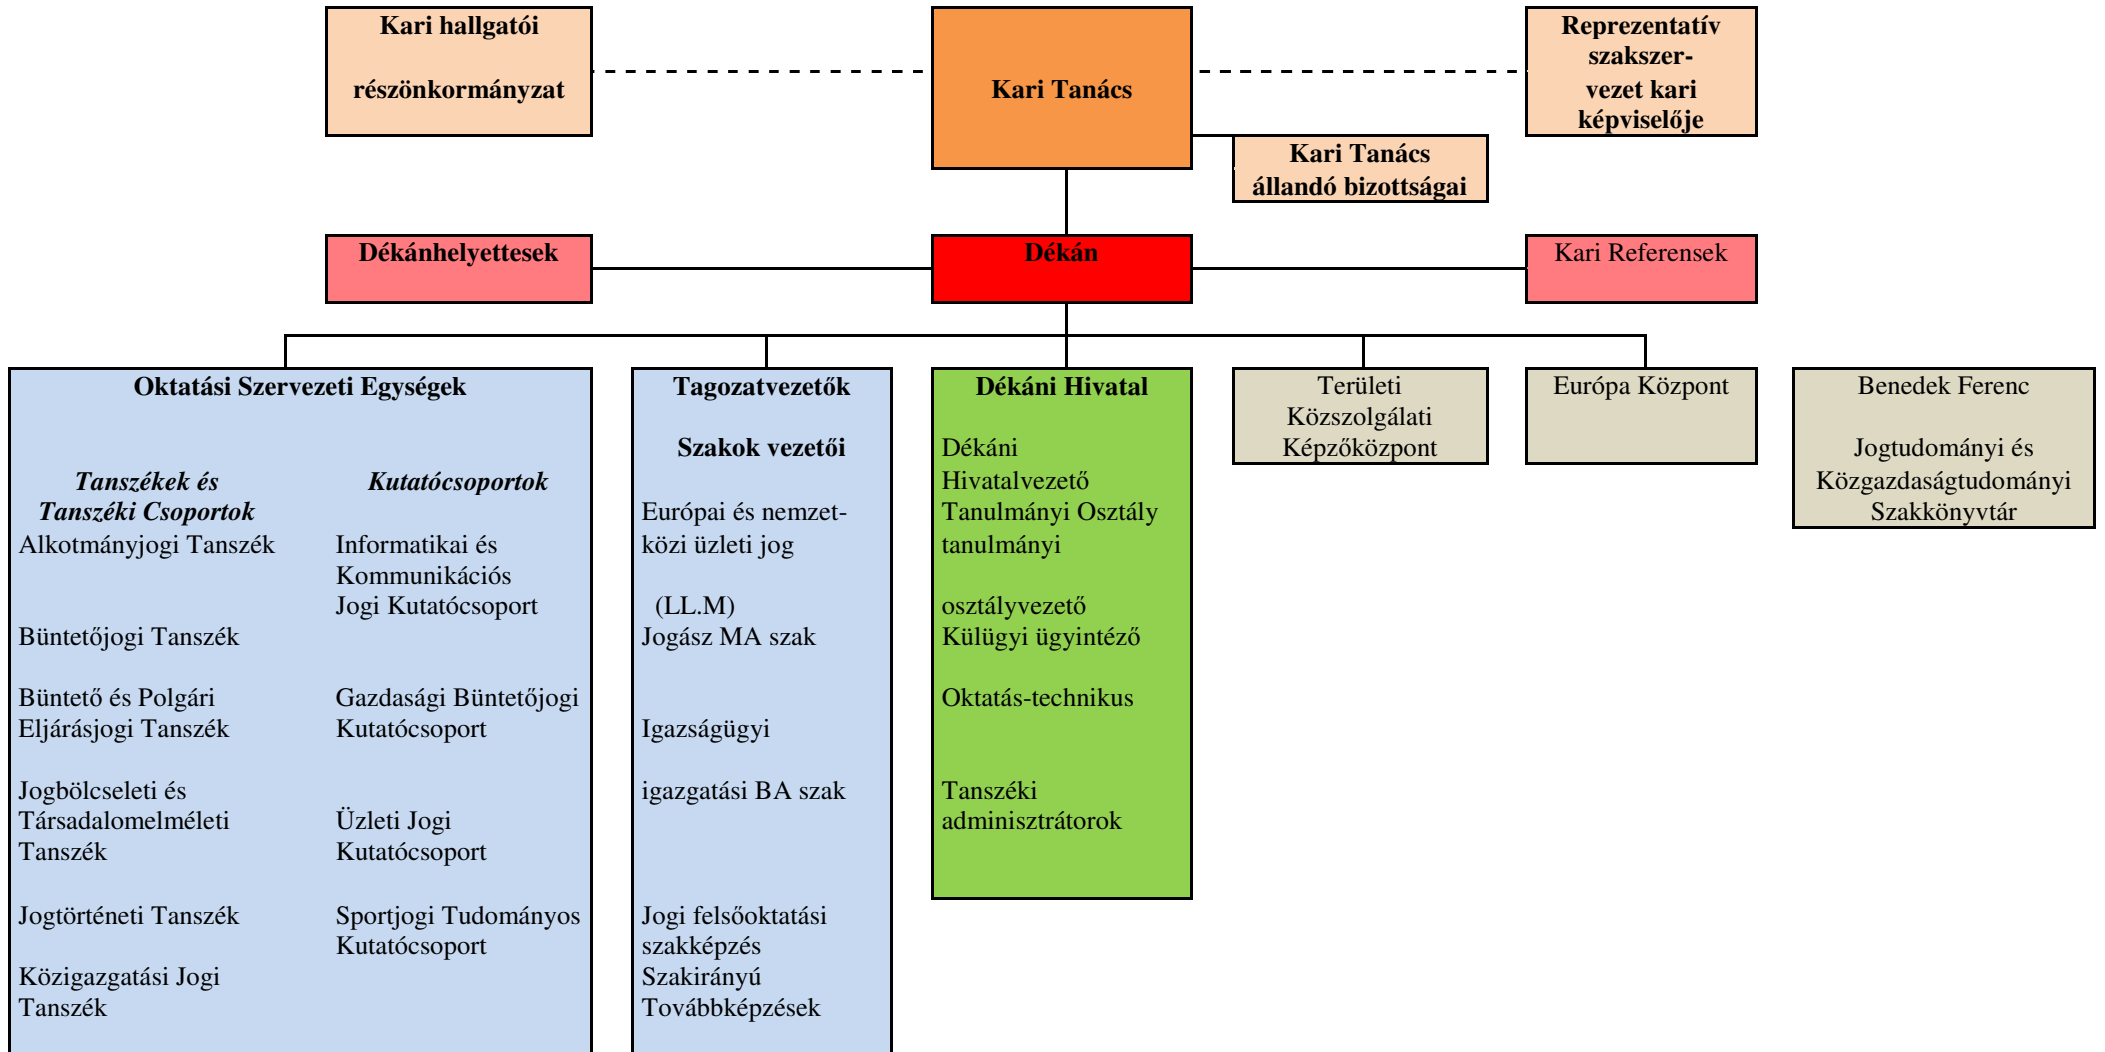 Kari hallgatói
részönkormányzat
Kari Tanács
Reprezentatív
szakszer-
vezet kari
képviselője
Kari Tanács
állandó bizottságai
Dékánhelyettesek
Dékán
Kari Referensek
Oktatási Szervezeti Egységek
Tanszékek és
Tanszéki Csoportok
Alkotmányjogi Tanszék
Büntetőjogi Tanszék
Büntető és Polgári
Eljárásjogi Tanszék
Jogbölcseleti és
Társadalomelméleti
Tanszék
Jogtörténeti Tanszék
Közigazgatási Jogi
Tanszék
Kutatócsoportok
Informatikai és
Kommunikációs
Jogi Kutatócsoport
Gazdasági Büntetőjogi
Kutatócsoport
Üzleti Jogi
Kutatócsoport
Sportjogi Tudományos
Kutatócsoport
Tagozatvezetők
Szakok vezetői
Európai és nemzet-
közi üzleti jog
(LL.M)
Jogász MA szak
Igazságügyi
igazgatási BA szak
Jogi felsőoktatási
szakképzés
Szakirányú
Továbbképzések
Dékáni Hivatal
Dékáni
Hivatalvezető
Tanulmányi Osztály
tanulmányi
osztályvezető
Külügyi ügyintéző
Oktatás-technikus
Tanszéki
adminisztrátorok
Területi
Közszolgálati
Képzőközpont
Európa Központ
Benedek Ferenc
Jogtudományi és
Közgazdaságtudományi
Szakkönyvtár